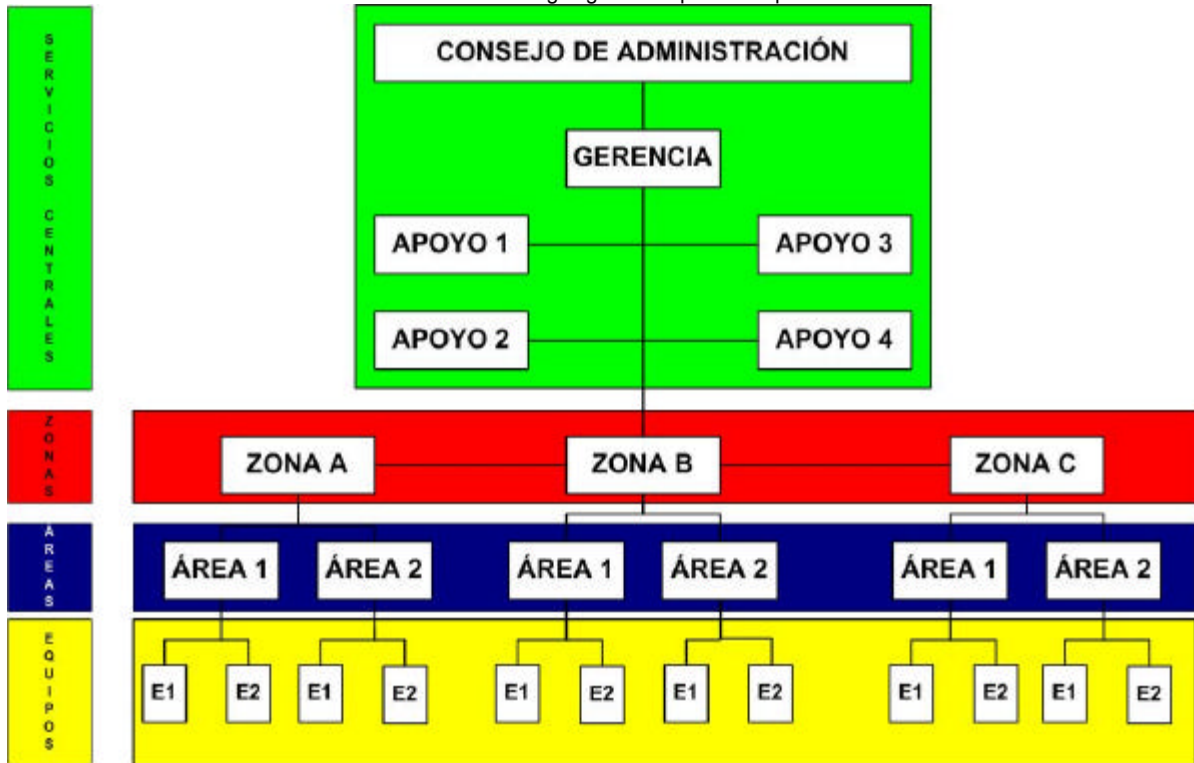 SERVICIOS CENTRALES
CONSEJO DE ADMINISTRACIÓN
GERENCIA
APOYO 1
APOYO 3
APOYO 2
APOYO 4
ZONAS
ZONA A
ZONA B
ZONA C
ÁREAS
ÁREA 1
ÁREA 2
ÁREA 1
ÁREA 2
ÁREA 1
ÁREA 2
EQUIPOS
E1
E2
E1
E2
E1
E2
E1
E2
E1
E2
E1
E2